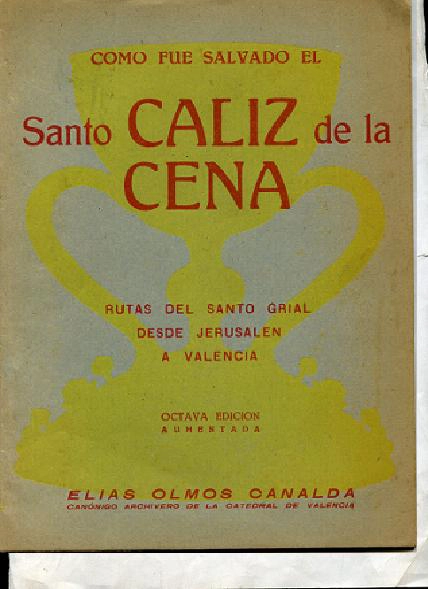 COMO FUE SALVADO EL
Santo CALIZ de la
CENA
RUTAS DEL SANTO GRIAL
DESDE JERUSALEN
A VALENCIA
OCTAVA EDICION
AUMENTADA
ELIAS OLMOS CANALDA
CANÓNIGO ARCHIVERO DE LA CATEDRAL DE VALENCIA